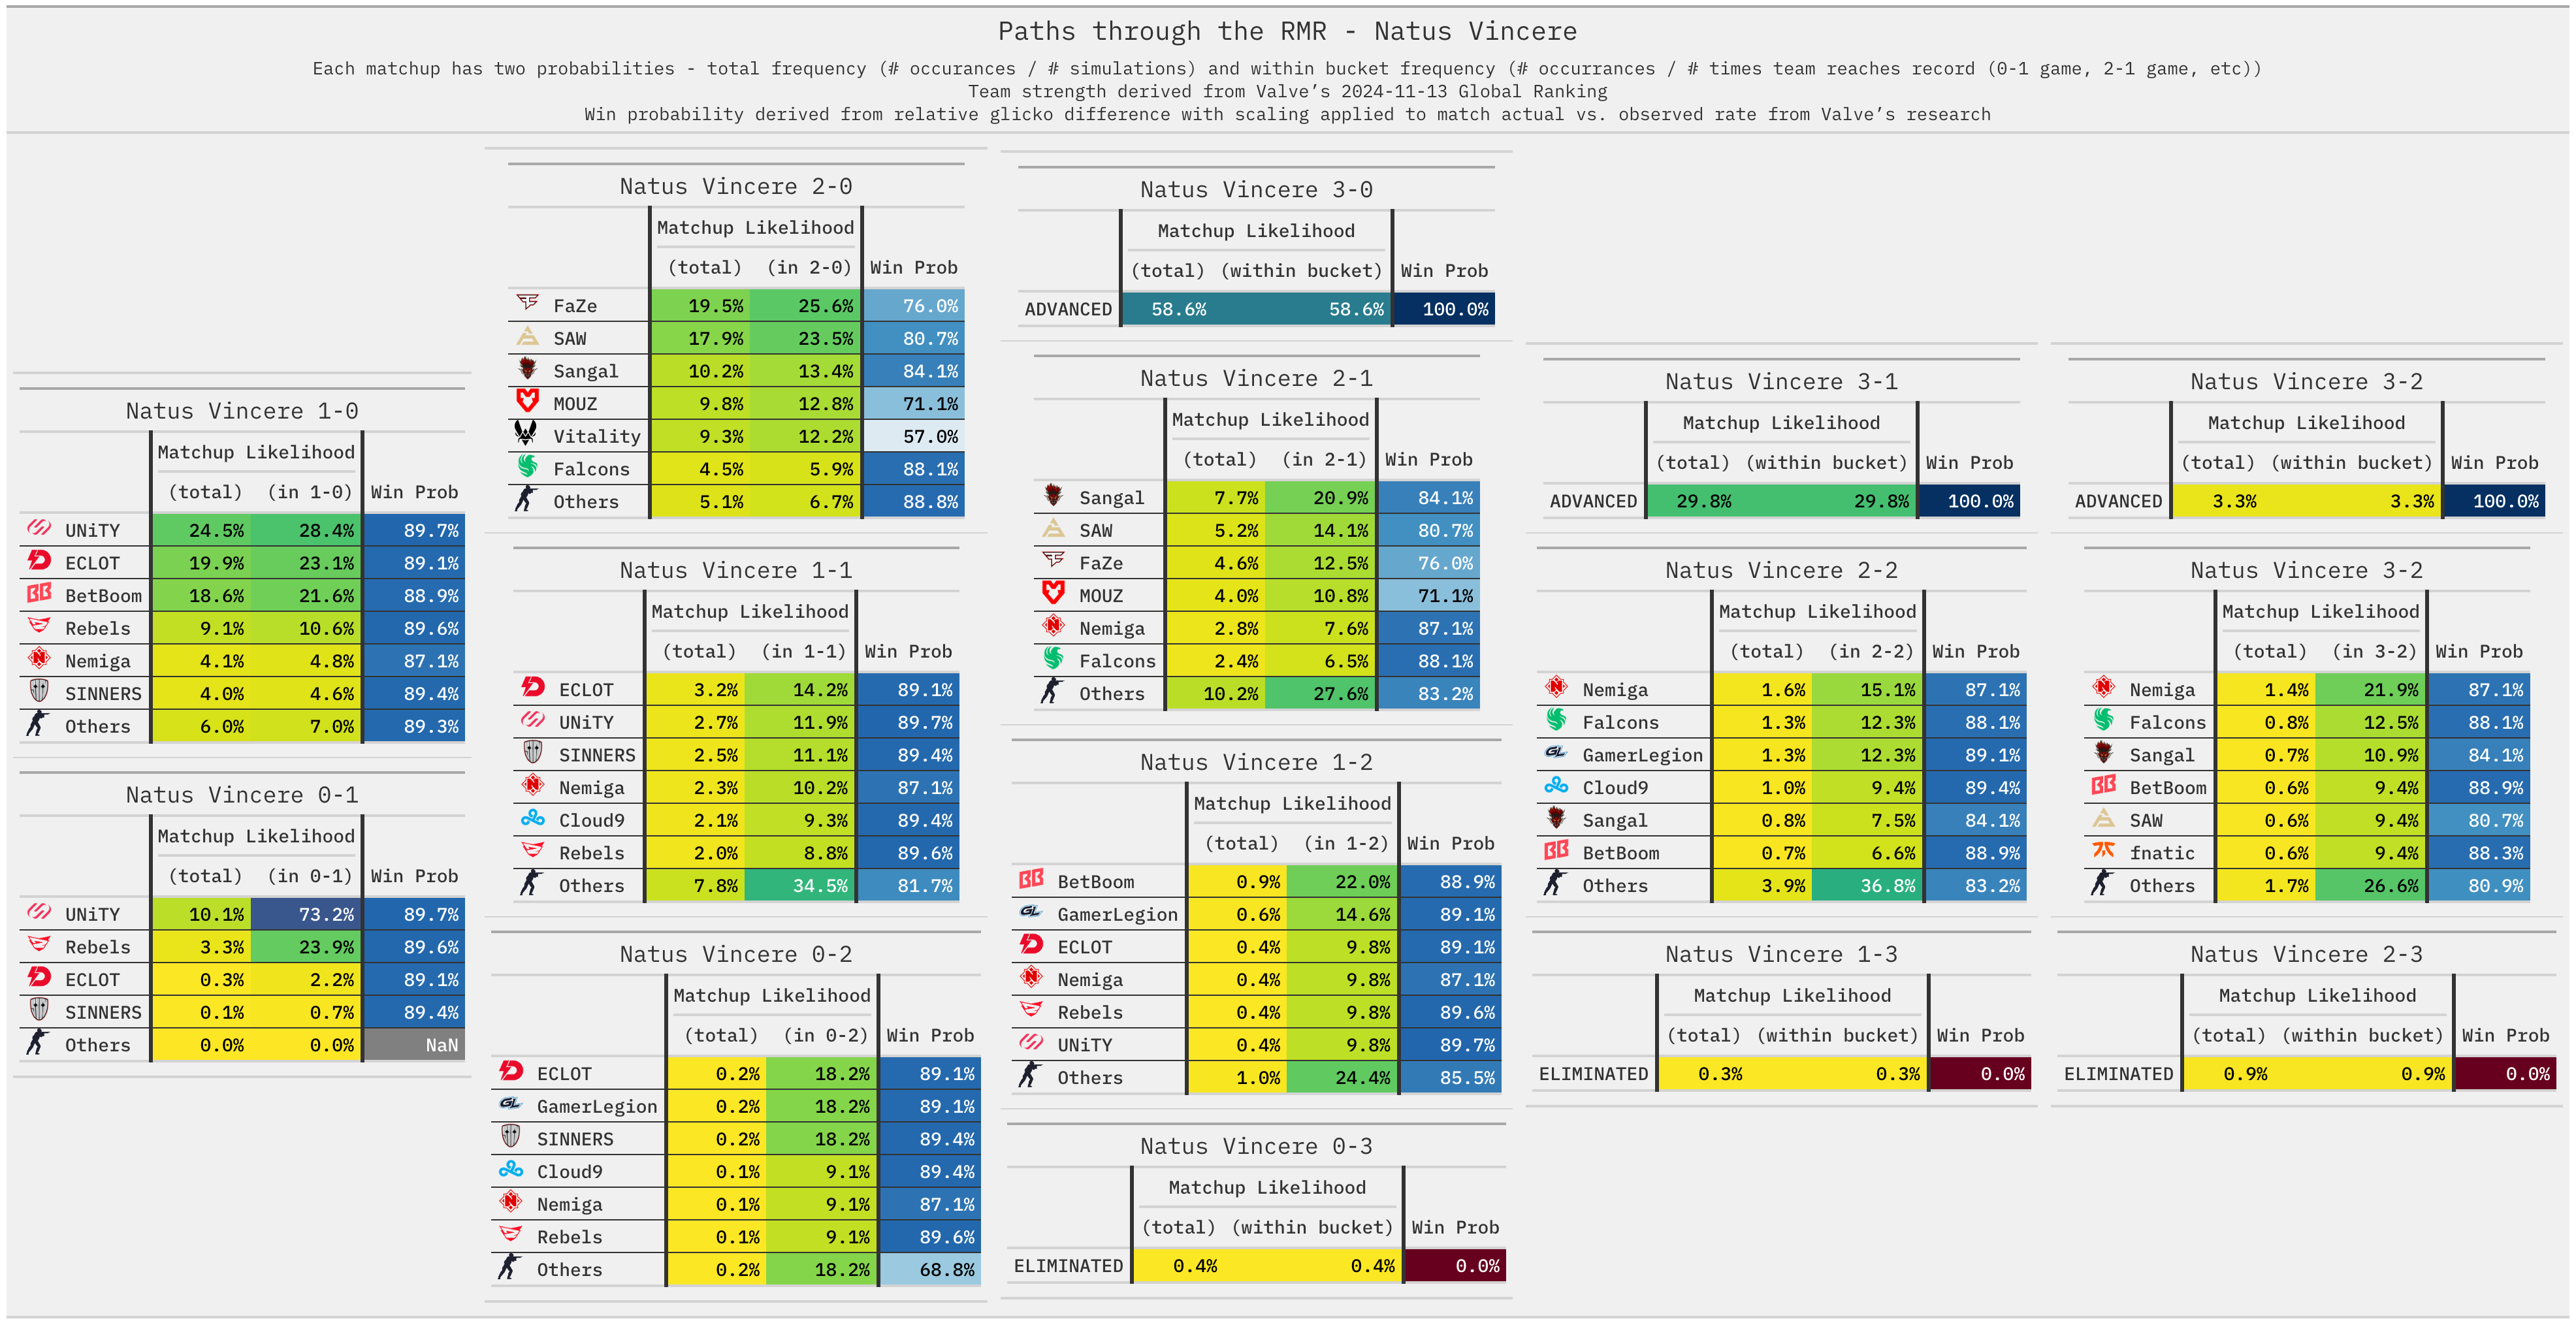 Paths through the RMR - Natus Vincere
Each matchup has two probabilities - total frequency (# occurances / # simulations) and within bucket frequency (# occurrances / # times team reaches record (0-1 game, 2-1 game, etc))
Team strength derived from Valve's 2024-11-13 Global Ranking
Win probability derived from relative glicko difference with scaling applied to match actual vs. observed rate from Valve's research
Natus Vincere 1-0
Matchup Likelihood
(total) (in 1-0) Win Prob
UNiTY 24.5% 28.4% 89.7%
ECLOT 19.9% 23.1% 89.1%
BetBoom 18.6% 21.6% 88.9%
Rebels 9.1% 10.6% 89.6%
Nemiga 4.1% 4.8% 87.1%
SINNERS 4.0% 4.6% 89.4%
Others 6.0% 7.0% 89.3%
Natus Vincere 0-1
Matchup Likelihood
(total) (in 0-1) Win Prob
UNiTY 10.1% 73.2% 89.7%
Rebels 3.3% 23.9% 89.6%
ECLOT 0.3% 2.2% 89.1%
SINNERS 0.1% 0.7% 89.4%
Others 0.0% 0.0% NaN
Natus Vincere 2-0
Matchup Likelihood
(total) (in 2-0) Win Prob
FaZe 19.5% 25.6% 76.0%
SAW 17.9% 23.5% 80.7%
Sangal 10.2% 13.4% 84.1%
MOUZ 9.8% 12.8% 71.1%
Vitality 9.3% 12.2% 57.0%
Falcons 4.5% 5.9% 88.1%
Others 5.1% 6.7% 88.8%
Natus Vincere 1-1
Matchup Likelihood
(total) (in 1-1) Win Prob
ECLOT 3.2% 14.2% 89.1%
UNiTY 2.7% 11.9% 89.7%
SINNERS 2.5% 11.1% 89.4%
Nemiga 2.3% 10.2% 87.1%
Cloud9 2.1% 9.3% 89.4%
Rebels 2.0% 8.8% 89.6%
Others 7.8% 34.5% 81.7%
Natus Vincere 0-2
Matchup Likelihood
(total) (in 0-2) Win Prob
ECLOT 0.2% 18.2% 89.1%
GamerLegion 0.2% 18.2% 89.1%
SINNERS 0.2% 18.2% 89.4%
Cloud9 0.1% 9.1% 89.4%
Nemiga 0.1% 9.1% 87.1%
Rebels 0.1% 9.1% 89.6%
Others 0.2% 18.2% 68.8%
Natus Vincere 3-0
Matchup Likelihood
(total) (within bucket) Win Prob
ADVANCED 58.6% 58.6% 100.0%
Natus Vincere 2-1
Matchup Likelihood
(total) (in 2-1) Win Prob
Sangal 7.7% 20.9% 84.1%
SAW 5.2% 14.1% 80.7%
FaZe 4.6% 12.5% 76.0%
MOUZ 4.0% 10.8% 71.1%
Nemiga 2.8% 7.6% 87.1%
Falcons 2.4% 6.5% 88.1%
Others 10.2% 27.6% 83.2%
Natus Vincere 1-2
Matchup Likelihood
(total) (in 1-2) Win Prob
BetBoom 0.9% 22.0% 88.9%
GamerLegion 0.6% 14.6% 89.1%
ECLOT 0.4% 9.8% 89.1%
Nemiga 0.4% 9.8% 87.1%
Rebels 0.4% 9.8% 89.6%
UNiTY 0.4% 9.8% 89.7%
Others 1.0% 24.4% 85.5%
Natus Vincere 0-3
Matchup Likelihood
(total) (within bucket) Win Prob
ELIMINATED 0.4% 0.4% 0.0%
Natus Vincere 3-1
Matchup Likelihood
(total) (within bucket) Win Prob
ADVANCED 29.8% 29.8% 100.0%
Natus Vincere 2-2
Matchup Likelihood
(total) (in 2-2) Win Prob
Nemiga 1.6% 15.1% 87.1%
Falcons 1.3% 12.3% 88.1%
GamerLegion 1.3% 12.3% 89.1%
Cloud9 1.0% 9.4% 89.4%
Sangal 0.8% 7.5% 84.1%
BetBoom 0.7% 6.6% 88.9%
Others 3.9% 36.8% 83.2%
Natus Vincere 1-3
Matchup Likelihood
(total) (within bucket) Win Prob
ELIMINATED 0.3% 0.3% 0.0%
Natus Vincere 3-2
Matchup Likelihood
(total) (within bucket) Win Prob
ADVANCED 3.3% 3.3% 100.0%
Natus Vincere 3-2
Matchup Likelihood
(total) (in 3-2) Win Prob
Nemiga 1.4% 21.9% 87.1%
Falcons 0.8% 12.5% 88.1%
Sangal 0.7% 10.9% 84.1%
BetBoom 0.6% 9.4% 88.9%
SAW 0.6% 9.4% 80.7%
fnatic 0.6% 9.4% 88.3%
Others 1.7% 26.6% 80.9%
Natus Vincere 2-3
Matchup Likelihood
(total) (within bucket) Win Prob
ELIMINATED 0.9% 0.9% 0.0%